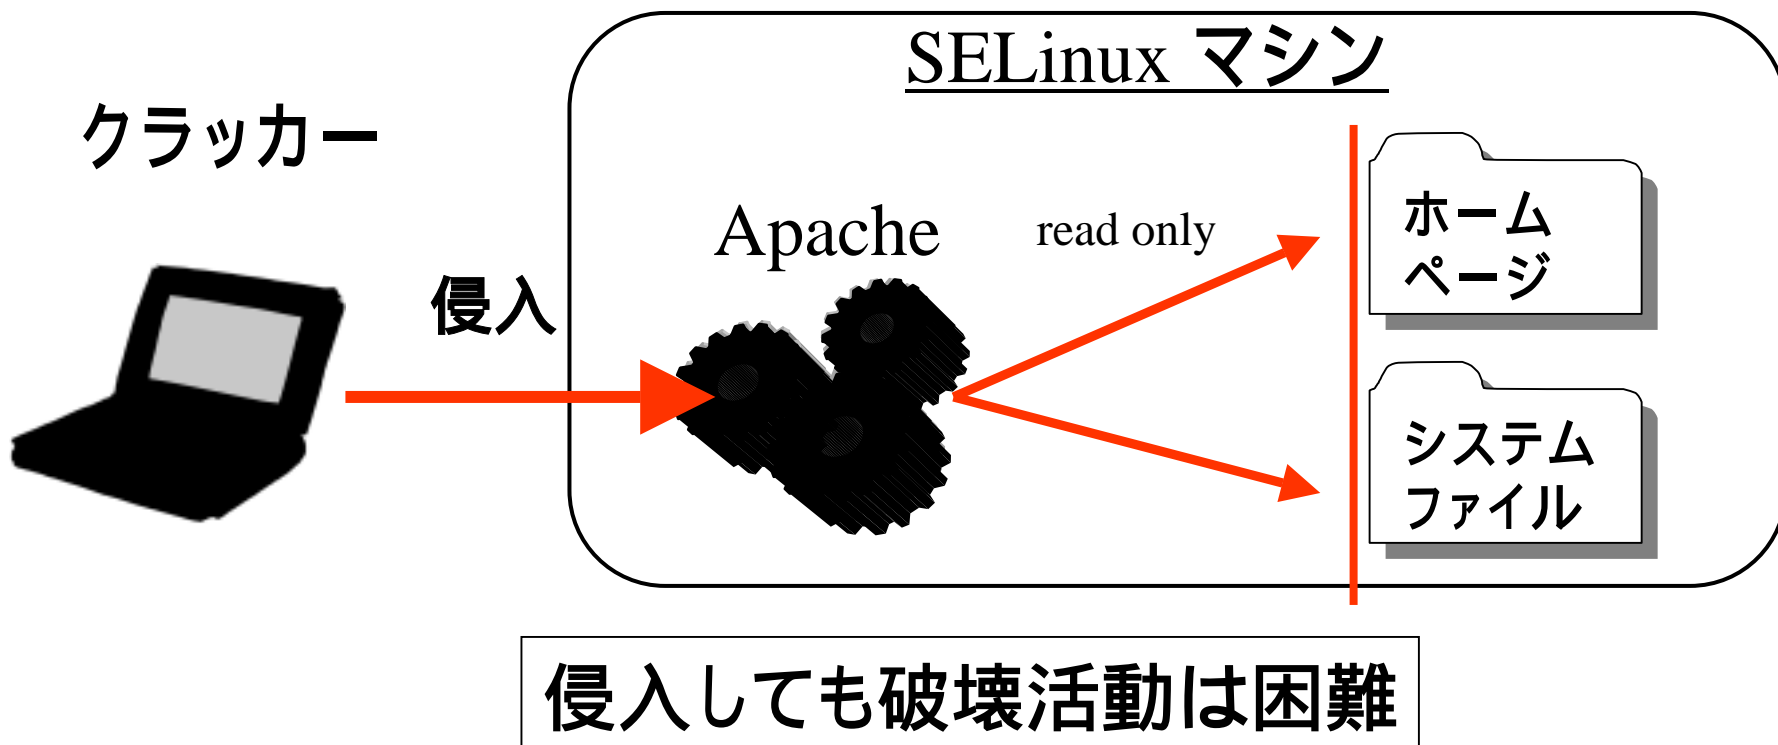 SELinux マシン
クラッカー
Apache
read only
侵入
ホーム
ページ
システム
ファイル
侵入しても破壊活動は困難